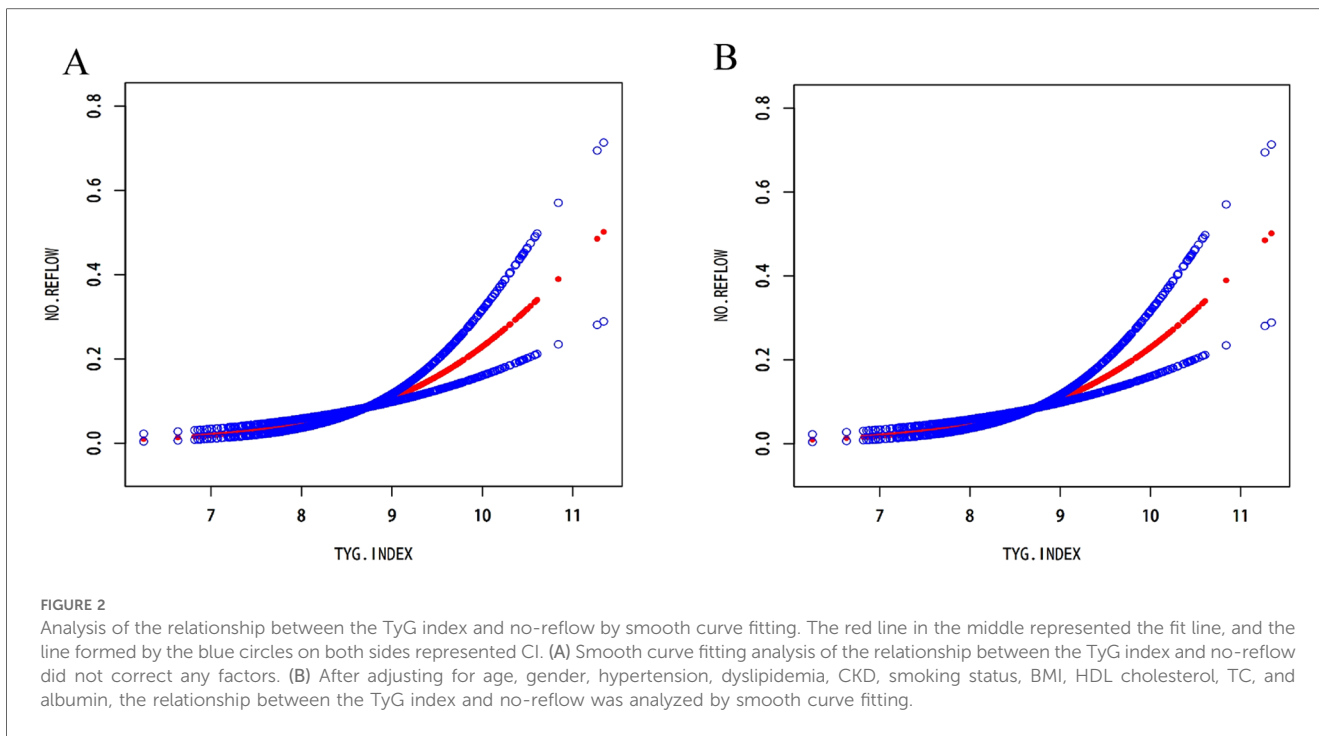 A
B
0.8
0.6
0.4
0.2
0.0
NO.REFLOW
7 8 9 10 11
TYG.INDEX
0.8
0.6
0.4
0.2
0.0
NO.REFLOW
7 8 9 10 11
TYG.INDEX
FIGURE 2
Analysis of the relationship between the TyG index and no-reflow by smooth curve fitting. The red line in the middle represented the fit line, and the
line formed by the blue circles on both sides represented CI. (A) Smooth curve fitting analysis of the relationship between the TyG index and no-reflow
did not correct any factors. (B) After adjusting for age, gender, hypertension, dyslipidemia, CKD, smoking status, BMI, HDL cholesterol, TC, and
albumin, the relationship between the TyG index and no-reflow was analyzed by smooth curve fitting.